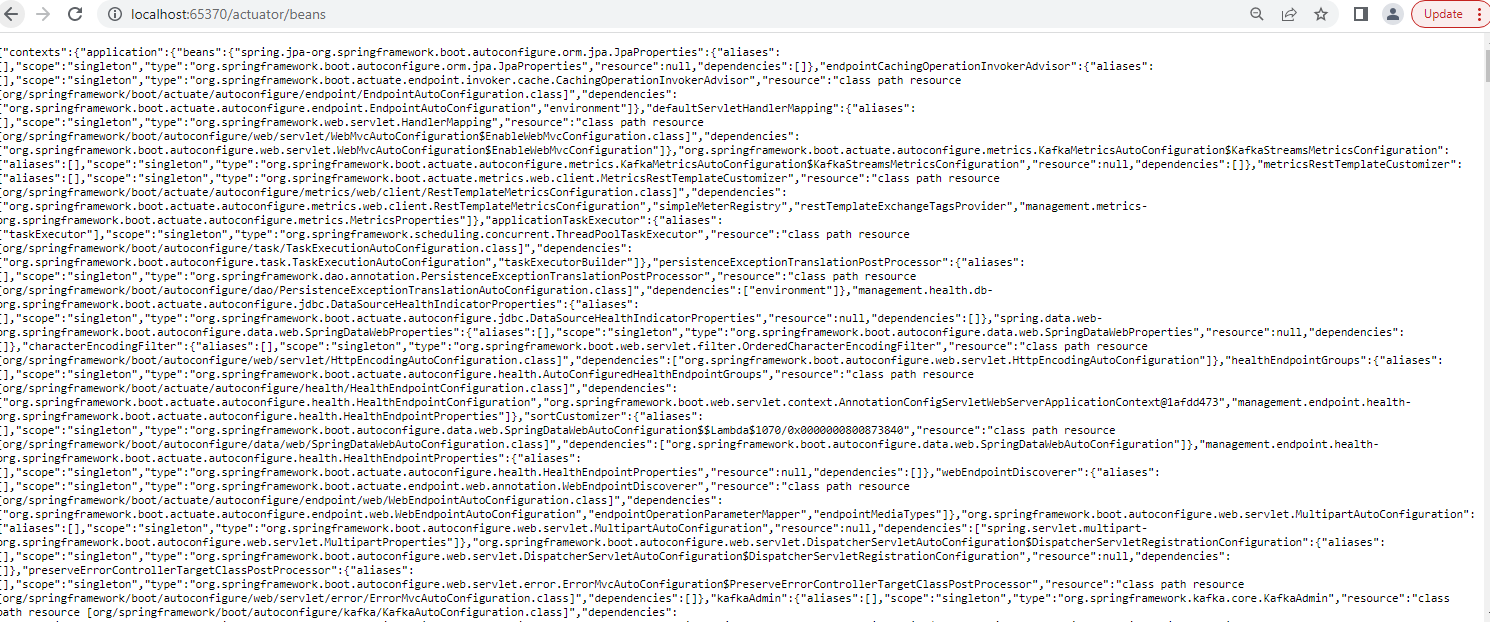 localhost:65370/actuator/beans
Update
{"contexts":{"application":{"beans":{"spring.jpa-org.springframework.boot.autoconfigure.orm.jpa.JpaProperties":{"aliases":
[],"scope":"singleton","type":"org.springframework.boot.autoconfigure.orm.jpa.JpaProperties","resource":null,"dependencies":[]},"endpointCachingOperationInvokerAdvisor":{"aliases":
[],"scope":"singleton","type":"org.springframework.boot.actuate.endpoint.invoker.cache.CachingOperationInvokerAdvisor","resource":"class path resource
[org/springframework/boot/actuate/autoconfigure/endpoint/EndpointAutoConfiguration.class]","dependencies":
["org.springframework.boot.actuate.autoconfigure.endpoint.EndpointAutoConfiguration","environment"]},"defaultServletHandlerMapping":{"aliases":
[],"scope":"singleton","type":"org.springframework.web.servlet.HandlerMapping","resource":"class path resource
[org/springframework/boot/autoconfigure/web/servlet/WebMvcAutoConfiguration$EnableWebMvcConfiguration.class]","dependencies":
["org.springframework.boot.autoconfigure.web.servlet.WebMvcAutoConfiguration$EnableWebMvcConfiguration"]},"org.springframework.boot.actuate.autoconfigure.metrics.KafkaMetricsAutoConfiguration$KafkaStreamsMetricsConfiguration":
{"aliases":[],"scope":"singleton","type":"org.springframework.boot.actuate.autoconfigure.metrics.KafkaMetricsAutoConfiguration$KafkaStreamsMetricsConfiguration","resource":null,"dependencies":[]},"metricsRestTemplateCustomizer":
{"aliases":[],"scope":"singleton","type":"org.springframework.boot.actuate.metrics.web.client.MetricsRestTemplateCustomizer","resource":"class path resource
[org/springframework/boot/actuate/autoconfigure/metrics/web/client/RestTemplateMetricsConfiguration.class]","dependencies":
["org.springframework.boot.actuate.autoconfigure.metrics.web.client.RestTemplateMetricsConfiguration","simpleMeterRegistry","restTemplateExchangeTagsProvider","management.metrics-
org.springframework.boot.actuate.autoconfigure.metrics.MetricsProperties"]},"applicationTaskExecutor":{"aliases":
["taskExecutor"],"scope":"singleton","type":"org.springframework.scheduling.concurrent.ThreadPoolTaskExecutor","resource":"class path resource
[org/springframework/boot/autoconfigure/task/TaskExecutionAutoConfiguration.class]","dependencies":
["org.springframework.boot.autoconfigure.task.TaskExecutionAutoConfiguration","taskExecutorBuilder"]},"persistenceExceptionTranslationPostProcessor":{"aliases":
[],"scope":"singleton","type":"org.springframework.dao.annotation.PersistenceExceptionTranslationPostProcessor","resource":"class path resource
[org/springframework/boot/autoconfigure/dao/PersistenceExceptionTranslationAutoConfiguration.class]","dependencies":["environment"]},"management.health.db-
org.springframework.boot.actuate.autoconfigure.jdbc.DataSourceHealthIndicatorProperties":{"aliases":
[],"scope":"singleton","type":"org.springframework.boot.actuate.autoconfigure.jdbc.DataSourceHealthIndicatorProperties","resource":null,"dependencies":[]},"spring.data.web-
org.springframework.boot.autoconfigure.data.web.SpringDataWebProperties":{"aliases":[],"scope":"singleton","type":"org.springframework.boot.autoconfigure.data.web.SpringDataWebProperties","resource":null,"dependencies":
[]},"characterEncodingFilter":{"aliases":[],"scope":"singleton","type":"org.springframework.boot.web.servlet.filter.OrderedCharacterEncodingFilter","resource":"class path resource
[org/springframework/boot/autoconfigure/web/servlet/HttpEncodingAutoConfiguration.class]","dependencies":["org.springframework.boot.autoconfigure.web.servlet.HttpEncodingAutoConfiguration"]},"healthEndpointGroups":{"aliases":
[],"scope":"singleton","type":"org.springframework.boot.actuate.autoconfigure.health.AutoConfiguredHealthEndpointGroups","resource":"class path resource
[org/springframework/boot/actuate/autoconfigure/health/HealthEndpointConfiguration.class]","dependencies":
["org.springframework.boot.actuate.autoconfigure.health.HealthEndpointConfiguration","org.springframework.boot.web.servlet.context.AnnotationConfigServletWebServerApplicationContext@1afdd473","management.endpoint.health-
org.springframework.boot.actuate.autoconfigure.health.HealthEndpointProperties"]},"sortCustomizer":{"aliases":
[],"scope":"singleton","type":"org.springframework.boot.autoconfigure.data.web.SpringDataWebAutoConfiguration$$Lambda$1070/0x0000000800873840","resource":"class path resource
[org/springframework/boot/autoconfigure/data/web/SpringDataWebAutoConfiguration.class]","dependencies":["org.springframework.boot.autoconfigure.data.web.SpringDataWebAutoConfiguration"]},"management.endpoint.health-
org.springframework.boot.actuate.autoconfigure.health.HealthEndpointProperties":{"aliases":
[],"scope":"singleton","type":"org.springframework.boot.actuate.autoconfigure.health.HealthEndpointProperties","resource":null,"dependencies":[]},"webEndpointDiscoverer":{"aliases":
[],"scope":"singleton","type":"org.springframework.boot.actuate.endpoint.web.annotation.WebEndpointDiscoverer","resource":"class path resource
[org/springframework/boot/actuate/autoconfigure/endpoint/web/WebEndpointAutoConfiguration.class]","dependencies":
["org.springframework.boot.actuate.autoconfigure.endpoint.web.WebEndpointAutoConfiguration","endpointOperationParameterMapper","endpointMediaTypes"]},"org.springframework.boot.autoconfigure.web.servlet.MultipartAutoConfiguration":
{"aliases":[],"scope":"singleton","type":"org.springframework.boot.autoconfigure.web.servlet.MultipartAutoConfiguration","resource":null,"dependencies":["spring.servlet.multipart-
org.springframework.boot.autoconfigure.web.servlet.MultipartProperties"]},"org.springframework.boot.autoconfigure.web.servlet.DispatcherServletAutoConfiguration$DispatcherServletRegistrationConfiguration":{"aliases":
[],"scope":"singleton","type":"org.springframework.boot.autoconfigure.web.servlet.DispatcherServletAutoConfiguration$DispatcherServletRegistrationConfiguration","resource":null,"dependencies":
[]},"preserveErrorControllerTargetClassPostProcessor":{"aliases":
[],"scope":"singleton","type":"org.springframework.boot.autoconfigure.web.servlet.error.ErrorMvcAutoConfiguration$PreserveErrorControllerTargetClassPostProcessor","resource":"class path resource
[org/springframework/boot/autoconfigure/web/servlet/error/ErrorMvcAutoConfiguration.class]","dependencies":[]},"kafkaAdmin":{"aliases":[],"scope":"singleton","type":"org.springframework.kafka.core.KafkaAdmin","resource":"class
path resource [org/springframework/boot/autoconfigure/kafka/KafkaAutoConfiguration.class]","dependencies":